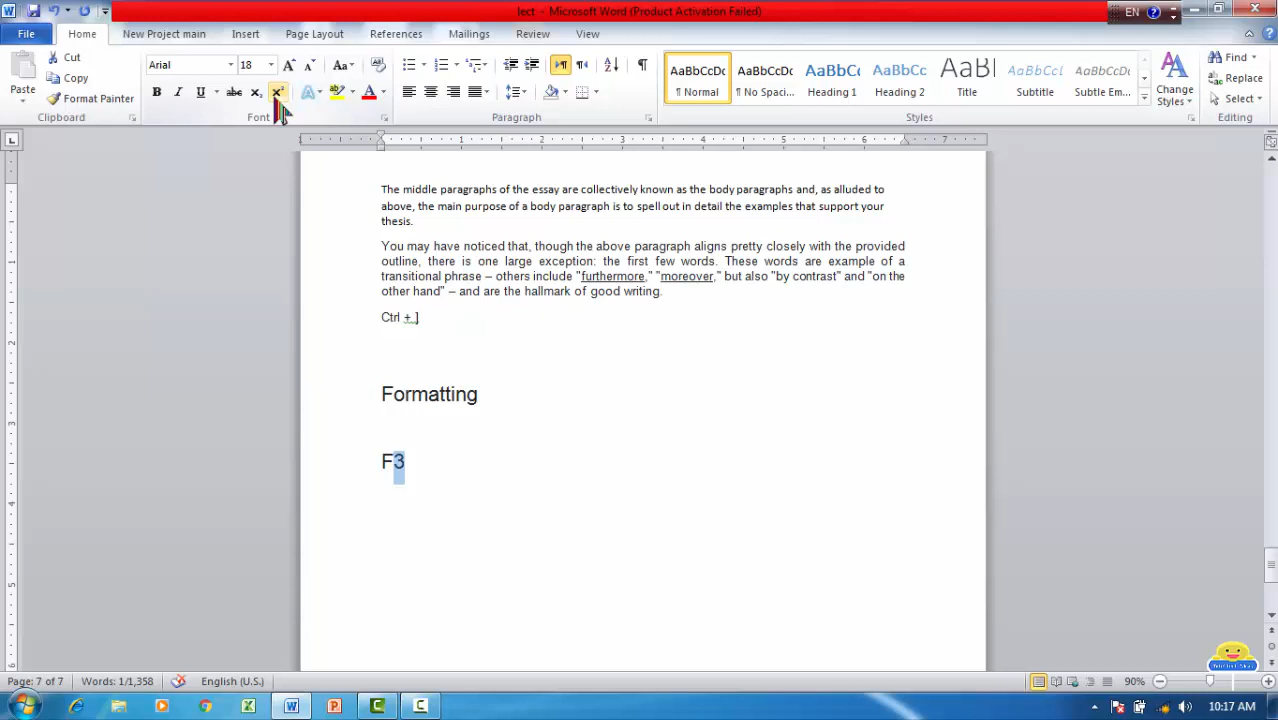 lect - Microsoft Word (Product Activation Failed)
EN
File Home New Project main Insert Page Layout References Mailings Review View
Paste
Cut
Copy
Format Painter
Clipboard
Arial 18
Font
Paragraph
AaBbCcDc AaBbCcDc AaBbCc AaBbCc AaBl AaBbCcl AaBbCcDc
¶ Normal ¶ No Spaci... Heading 1 Heading 2 Title Subtitle Subtle Em...
Change Styles
Styles
Find
Replace
Select
Editing
1 2 3 4 5 6 7
The middle paragraphs of the essay are collectively known as the body paragraphs and, as alluded to
above, the main purpose of a body paragraph is to spell out in detail the examples that support your
thesis.
You may have noticed that, though the above paragraph aligns pretty closely with the provided
outline, there is one large exception: the first few words. These words are example of a
transitional phrase – others include "furthermore," "moreover," but also "by contrast" and "on the
other hand" – and are the hallmark of good writing.
Ctrl + ]
Formatting
F3
Page: 7 of 7 Words: 1/1,358 English (U.S.) 90%
10:17 AM